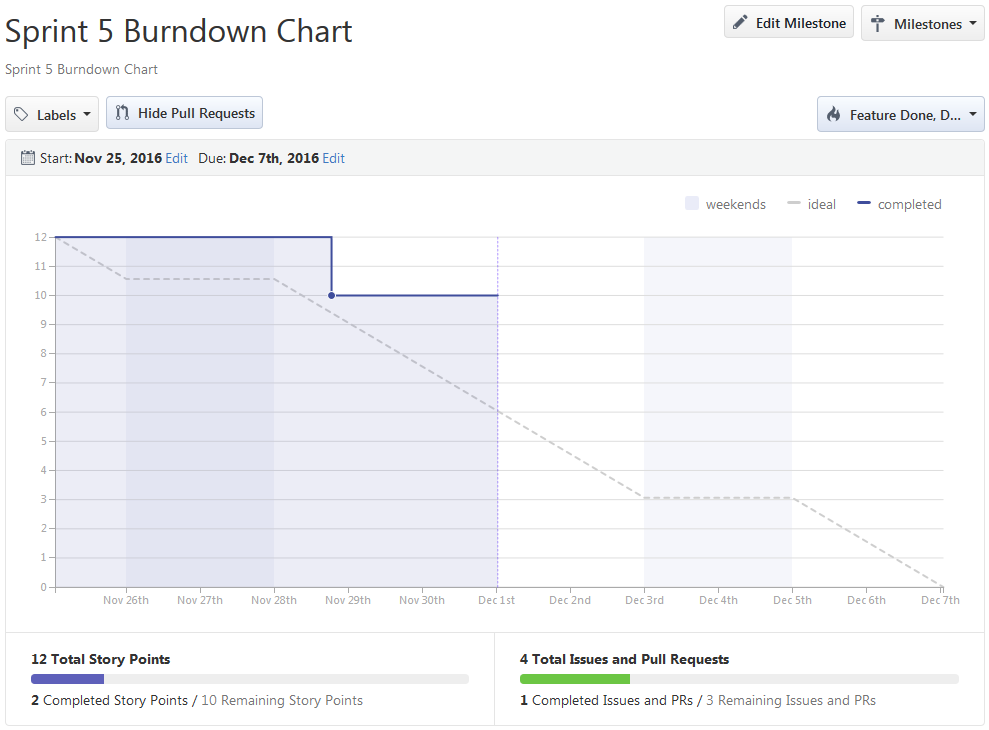 Sprint 5 Burndown Chart
Edit Milestone
Milestones
Sprint 5 Burndown Chart
Labels
Hide Pull Requests
Feature Done, D...
Start: Nov 25, 2016 Edit Due: Dec 7th, 2016 Edit
weekends ideal completed
12
11
10
9
8
7
6
5
4
3
2
1
0
Nov 26th Nov 27th Nov 28th Nov 29th Nov 30th Dec 1st Dec 2nd Dec 3rd Dec 4th Dec 5th Dec 6th Dec 7th
12 Total Story Points
2 Completed Story Points / 10 Remaining Story Points
4 Total Issues and Pull Requests
1 Completed Issues and PRs / 3 Remaining Issues and PRs